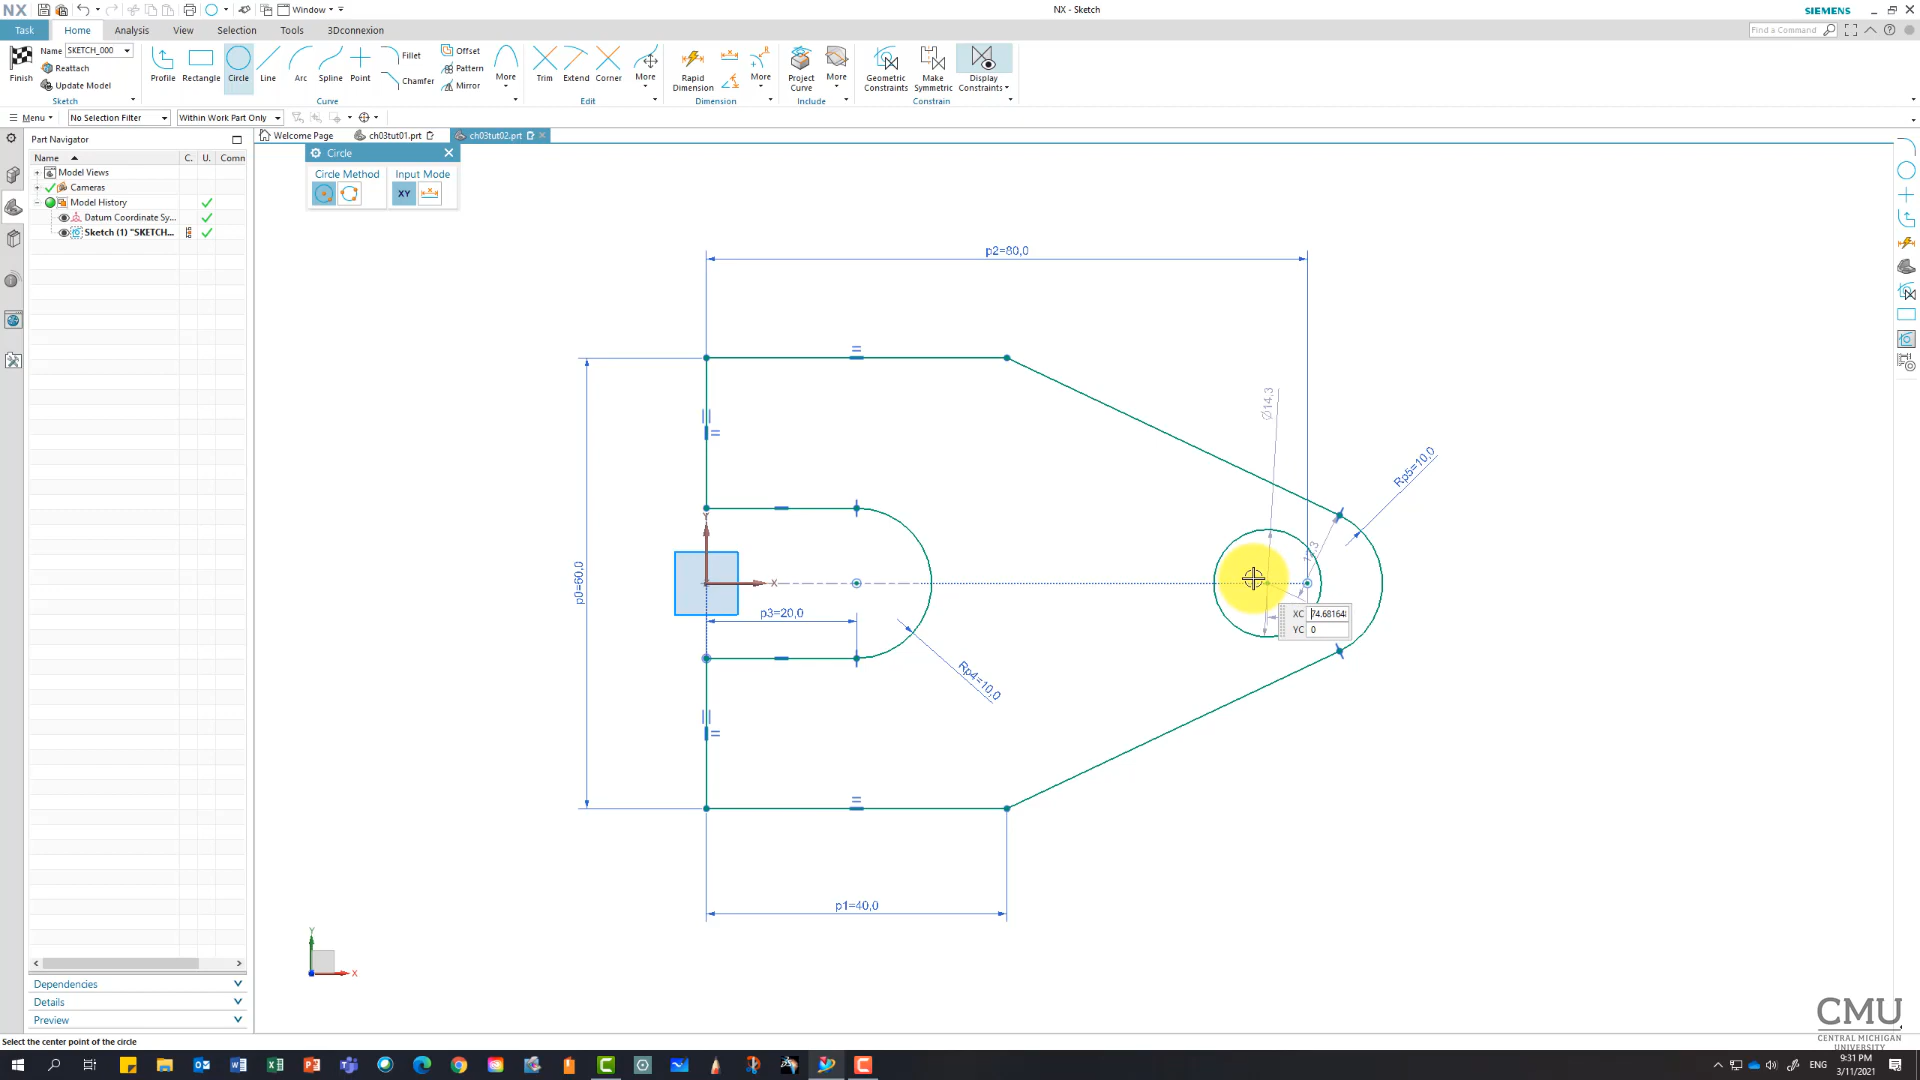 NX
Window
NX - Sketch
SIEMENS
Task
Home
Analysis
View
Selection
Tools
3Dconnexion
Find a Command
Name SKETCH_000
Reattach
Update Model
Finish
Sketch
Profile
Rectangle
Circle
Line
Arc
Spline
Point
Fillet
Chamfer
Offset
Pattern
Mirror
More
Curve
Trim
Extend
Corner
More
Edit
Rapid
Dimension
More
Dimension
Project
Curve
More
Include
Geometric
Constraints
Make
Symmetric
Display
Constraints
Constrain
Menu
No Selection Filter
Within Work Part Only
Part Navigator
Welcome Page
ch03tut01.prt
ch03tut02.prt
Name
C.
U.
Comn
Model Views
Cameras
Model History
Datum Coordinate Sy...
Sketch (1) "SKETCH...
Circle
Circle Method
Input Mode
XY
p2=80,0
p0=60,0
p3=20,0
Rp4=10,0
Rp5=10,0
p1=40,0
Ø14,3
Y
X
XC 74.68164
YC 0
Y
X
Dependencies
Details
Preview
Select the center point of the circle
CMU
CENTRAL MICHIGAN
UNIVERSITY
ENG
9:31 PM
3/11/2021